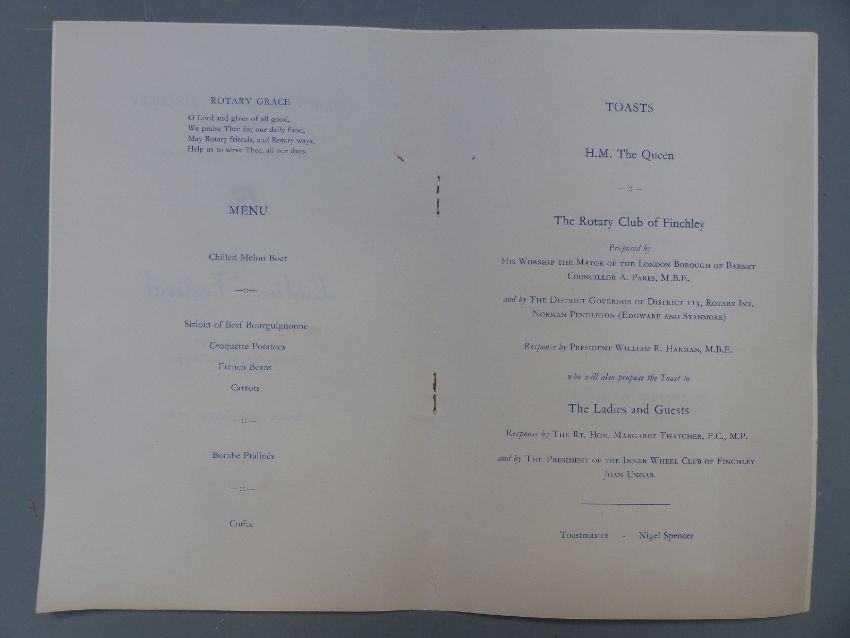 ROTARY GRACE
O Lord and giver of all good,
We praise Thee for our daily food,
May Rotary friends, and Rotary ways,
Help us to serve Thee, all our days.
MENU
Chilled Melon Boat
—::—
Sirloin of Beef Bourguignonne
Croquette Potatoes
French Beans
Carrots
—::—
Bombe Pralinés
—::—
Coffee
TOASTS
H.M. The Queen
—::—
The Rotary Club of Finchley
Proposed by
His Worship the Mayor of the London Borough of Barnet
Councillor A. Pares, M.B.E.
and by The District Governor of District 113, Rotary Int.
Norman Pendleton (Edgware and Stanmore)
Response by President William R. Harman, M.B.E.
who will also propose the Toast to
The Ladies and Guests
Response by The Rt. Hon. Margaret Thatcher, P.C., M.P.
and by The President of the Inner Wheel Club of Finchley
Joan Ungar
Toastmaster - Nigel Spencer